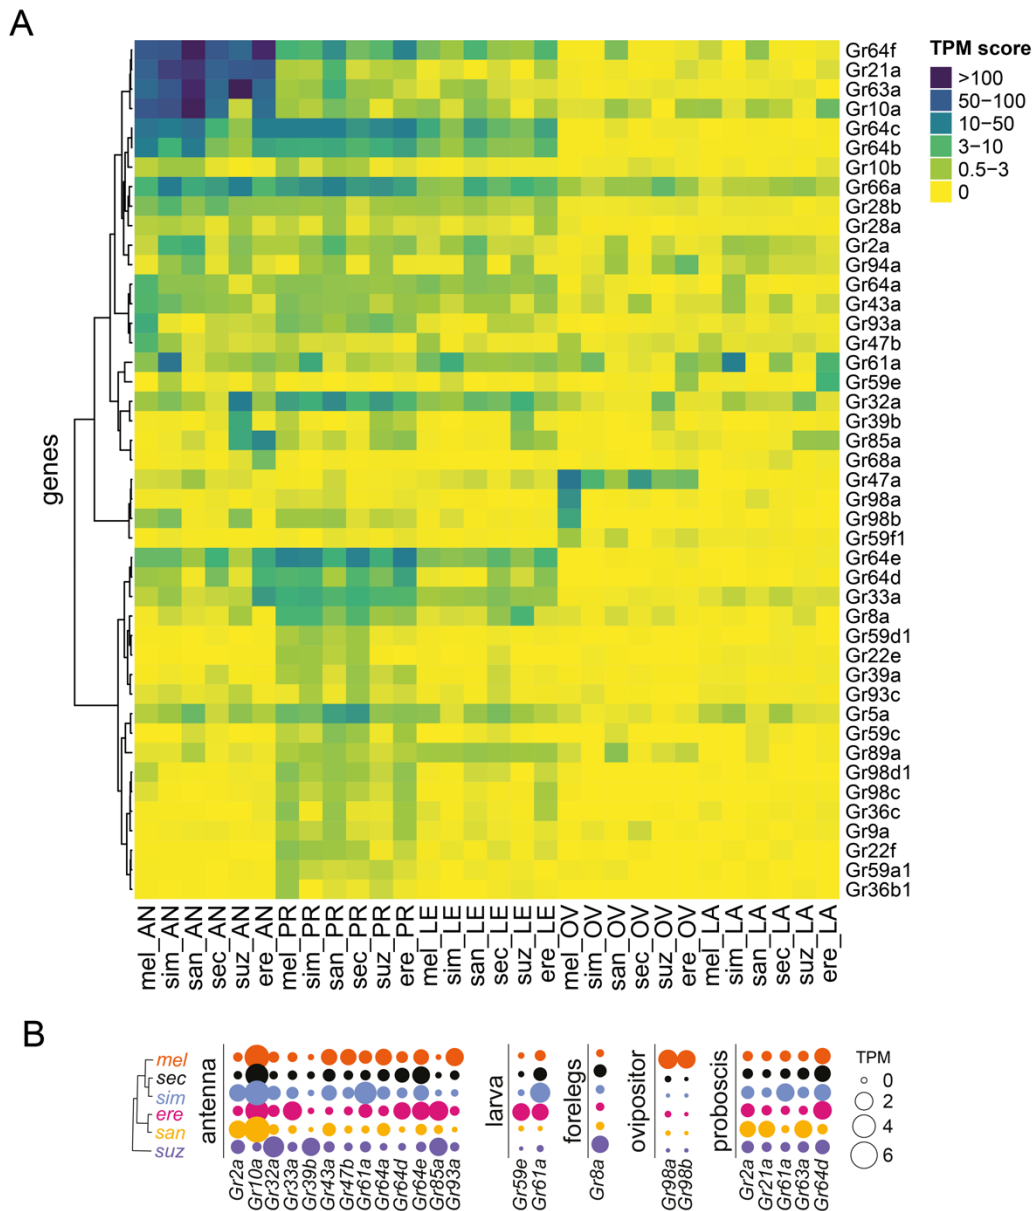 A
TPM score
>100
50−100
10−50
3−10
0.5−3
0
genes
Gr64f
Gr21a
Gr63a
Gr10a
Gr64c
Gr64b
Gr10b
Gr66a
Gr28b
Gr28a
Gr2a
Gr94a
Gr64a
Gr43a
Gr93a
Gr47b
Gr61a
Gr59e
Gr32a
Gr39b
Gr85a
Gr68a
Gr47a
Gr98a
Gr98b
Gr59f1
Gr64e
Gr64d
Gr33a
Gr8a
Gr59d1
Gr22e
Gr39a
Gr93c
Gr5a
Gr59c
Gr89a
Gr98d1
Gr98c
Gr36c
Gr9a
Gr22f
Gr59a1
Gr36b1
mel_AN
sim_AN
san_AN
sec_AN
suz_AN
ere_AN
mel_PR
sim_PR
san_PR
sec_PR
suz_PR
ere_PR
mel_LE
sim_LE
san_LE
sec_LE
suz_LE
ere_LE
mel_OV
sim_OV
san_OV
sec_OV
suz_OV
ere_OV
mel_LA
sim_LA
san_LA
sec_LA
suz_LA
ere_LA
B
mel
sec
sim
ere
san
suz
antenna
Gr2a
Gr10a
Gr32a
Gr33a
Gr39b
Gr43a
Gr47b
Gr61a
Gr64a
Gr64d
Gr64e
Gr85a
Gr93a
larva
Gr59e
Gr61a
forelegs
Gr8a
ovipositor
Gr98a
Gr98b
proboscis
Gr2a
Gr21a
Gr61a
Gr63a
Gr64d
TPM
0
2
4
6